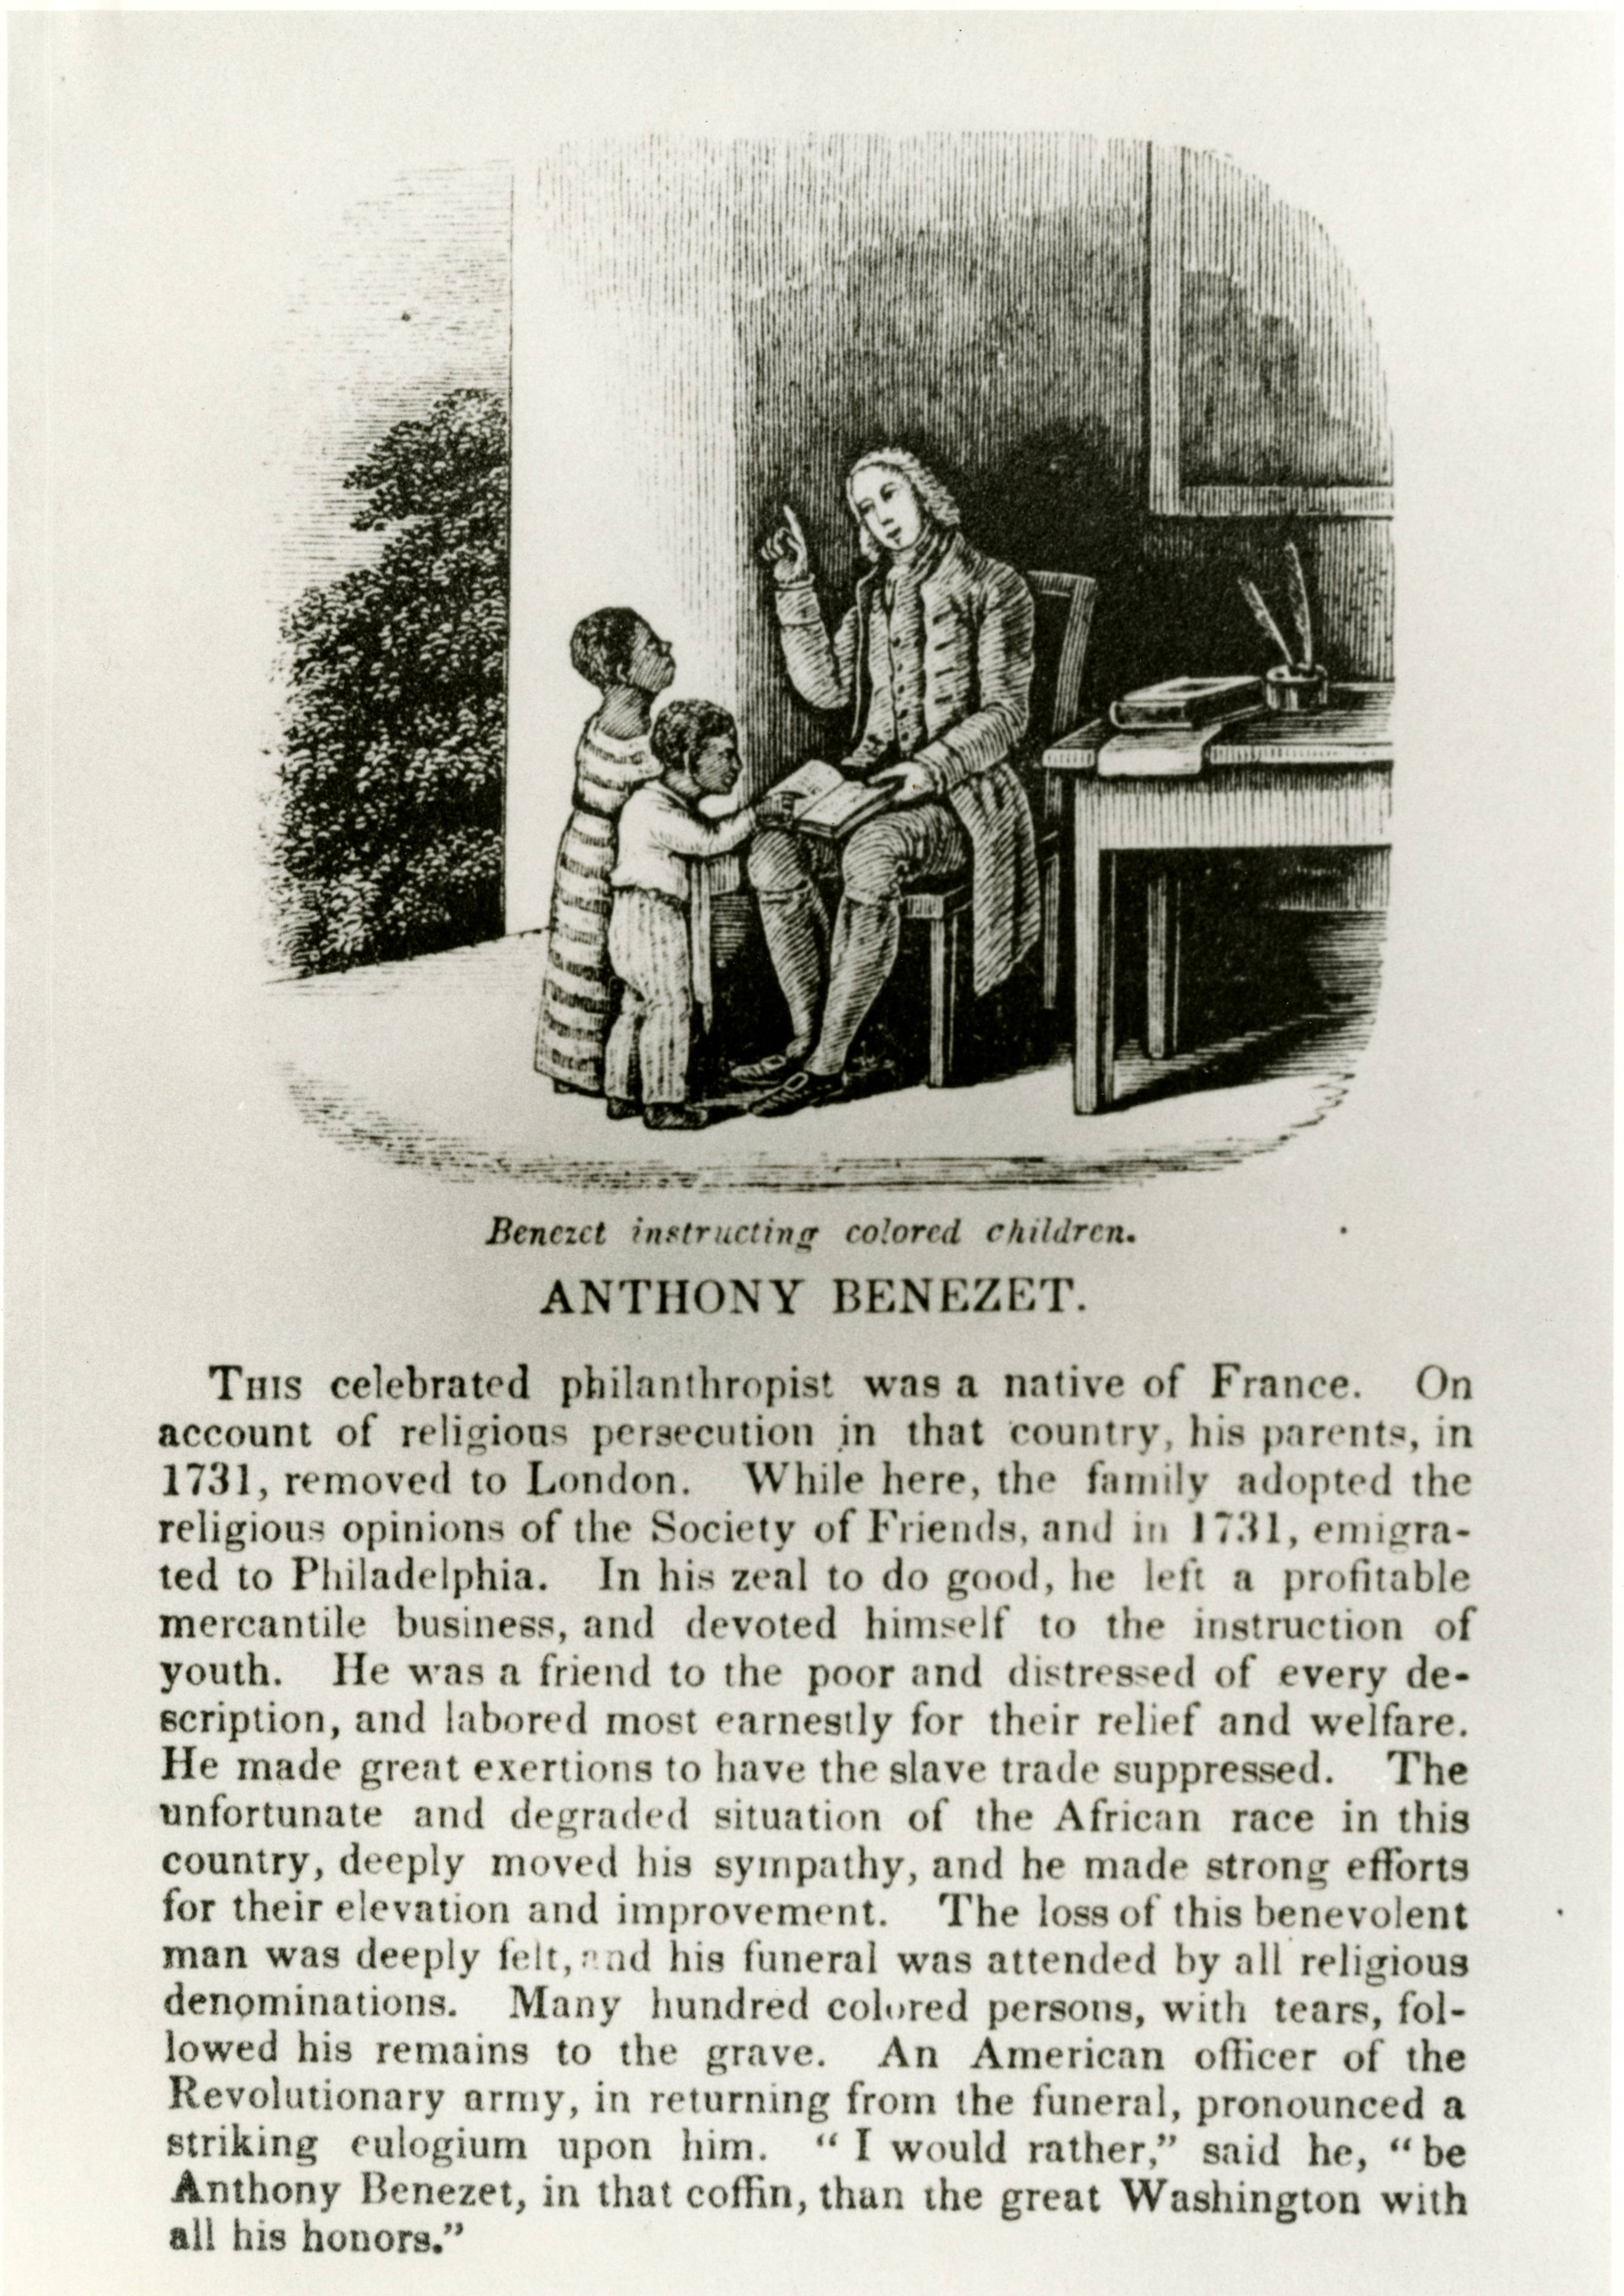 Benezet instructing colored children.
ANTHONY BENEZET.
THIS celebrated philanthropist was a native of France. On
account of religious persecution in that country, his parents, in
1731, removed to London. While here, the family adopted the
religious opinions of the Society of Friends, and in 1731, emigra-
ted to Philadelphia. In his zeal to do good, he left a profitable
mercantile business, and devoted himself to the instruction of
youth. He was a friend to the poor and distressed of every de-
scription, and labored most earnestly for their relief and welfare.
He made great exertions to have the slave trade suppressed. The
unfortunate and degraded situation of the African race in this
country, deeply moved his sympathy, and he made strong efforts
for their elevation and improvement. The loss of this benevolent
man was deeply felt, and his funeral was attended by all religious
denominations. Many hundred colored persons, with tears, fol-
lowed his remains to the grave. An American officer of the
Revolutionary army, in returning from the funeral, pronounced a
striking eulogium upon him. “I would rather,” said he, “be
Anthony Benezet, in that coffin, than the great Washington with
all his honors.”